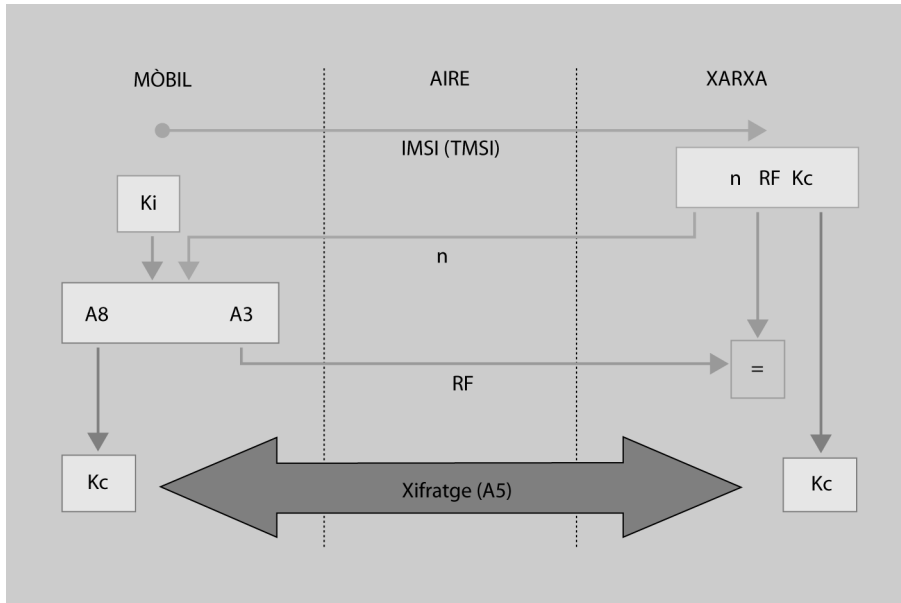 MÒBIL AIRE XARXA
IMSI (TMSI)
n RF Kc
Ki
n
A8 A3
=
RF
Kc Xifratge (A5) Kc